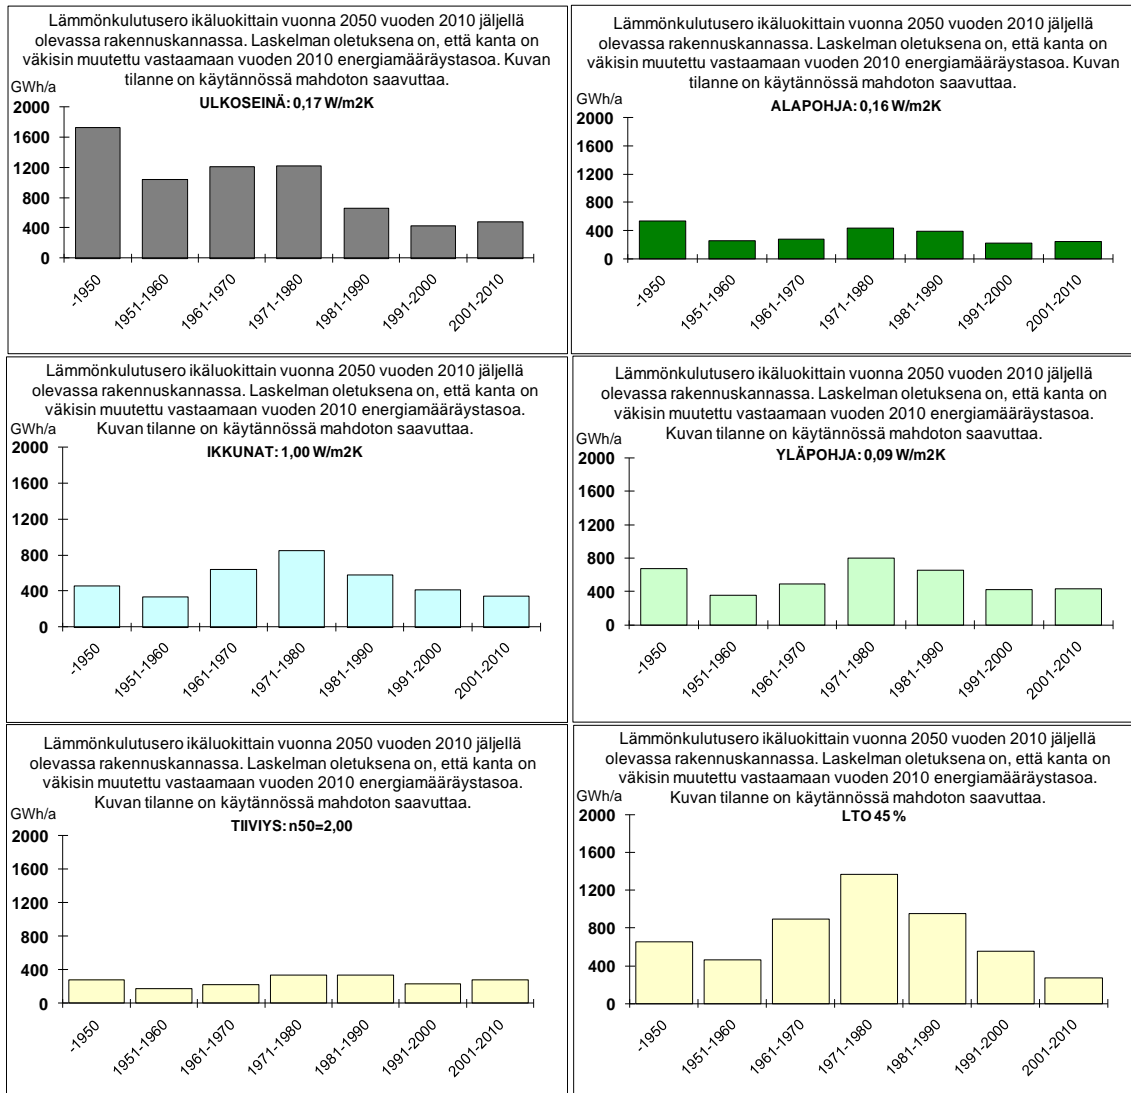 Lämmönkulutusero ikäluokittain vuonna 2050 vuoden 2010 jäljellä
olevassa rakennuskannassa. Laskelman oletuksena on, että kanta on
väkisin muutettu vastaamaan vuoden 2010 energiamääräystasoa. Kuvan
tilanne on käytännössä mahdoton saavuttaa.
GWh/a
ULKOSEINÄ: 0,17 W/m2K
2000
1600
1200
800
400
0
-1950
1951-1960
1961-1970
1971-1980
1981-1990
1991-2000
2001-2010
Lämmönkulutusero ikäluokittain vuonna 2050 vuoden 2010 jäljellä
olevassa rakennuskannassa. Laskelman oletuksena on, että kanta on
väkisin muutettu vastaamaan vuoden 2010 energiamääräystasoa. Kuvan
tilanne on käytännössä mahdoton saavuttaa.
GWh/a
ALAPOHJA: 0,16 W/m2K
2000
1600
1200
800
400
0
-1950
1951-1960
1961-1970
1971-1980
1981-1990
1991-2000
2001-2010
Lämmönkulutusero ikäluokittain vuonna 2050 vuoden 2010 jäljellä
olevassa rakennuskannassa. Laskelman oletuksena on, että kanta on
väkisin muutettu vastaamaan vuoden 2010 energiamääräystasoa.
Kuvan tilanne on käytännössä mahdoton saavuttaa.
GWh/a
IKKUNAT: 1,00 W/m2K
2000
1600
1200
800
400
0
-1950
1951-1960
1961-1970
1971-1980
1981-1990
1991-2000
2001-2010
Lämmönkulutusero ikäluokittain vuonna 2050 vuoden 2010 jäljellä
olevassa rakennuskannassa. Laskelman oletuksena on, että kanta on
väkisin muutettu vastaamaan vuoden 2010 energiamääräystasoa.
Kuvan tilanne on käytännössä mahdoton saavuttaa.
GWh/a
YLÄPOHJA: 0,09 W/m2K
2000
1600
1200
800
400
0
-1950
1951-1960
1961-1970
1971-1980
1981-1990
1991-2000
2001-2010
Lämmönkulutusero ikäluokittain vuonna 2050 vuoden 2010 jäljellä
olevassa rakennuskannassa. Laskelman oletuksena on, että kanta on
väkisin muutettu vastaamaan vuoden 2010 energiamääräystasoa.
Kuvan tilanne on käytännössä mahdoton saavuttaa.
GWh/a
TIIVIYS: n50=2,00
2000
1600
1200
800
400
0
-1950
1951-1960
1961-1970
1971-1980
1981-1990
1991-2000
2001-2010
Lämmönkulutusero ikäluokittain vuonna 2050 vuoden 2010 jäljellä
olevassa rakennuskannassa. Laskelman oletuksena on, että kanta on
väkisin muutettu vastaamaan vuoden 2010 energiamääräystasoa.
Kuvan tilanne on käytännössä mahdoton saavuttaa.
GWh/a
LTO 45 %
2000
1600
1200
800
400
0
-1950
1951-1960
1961-1970
1971-1980
1981-1990
1991-2000
2001-2010